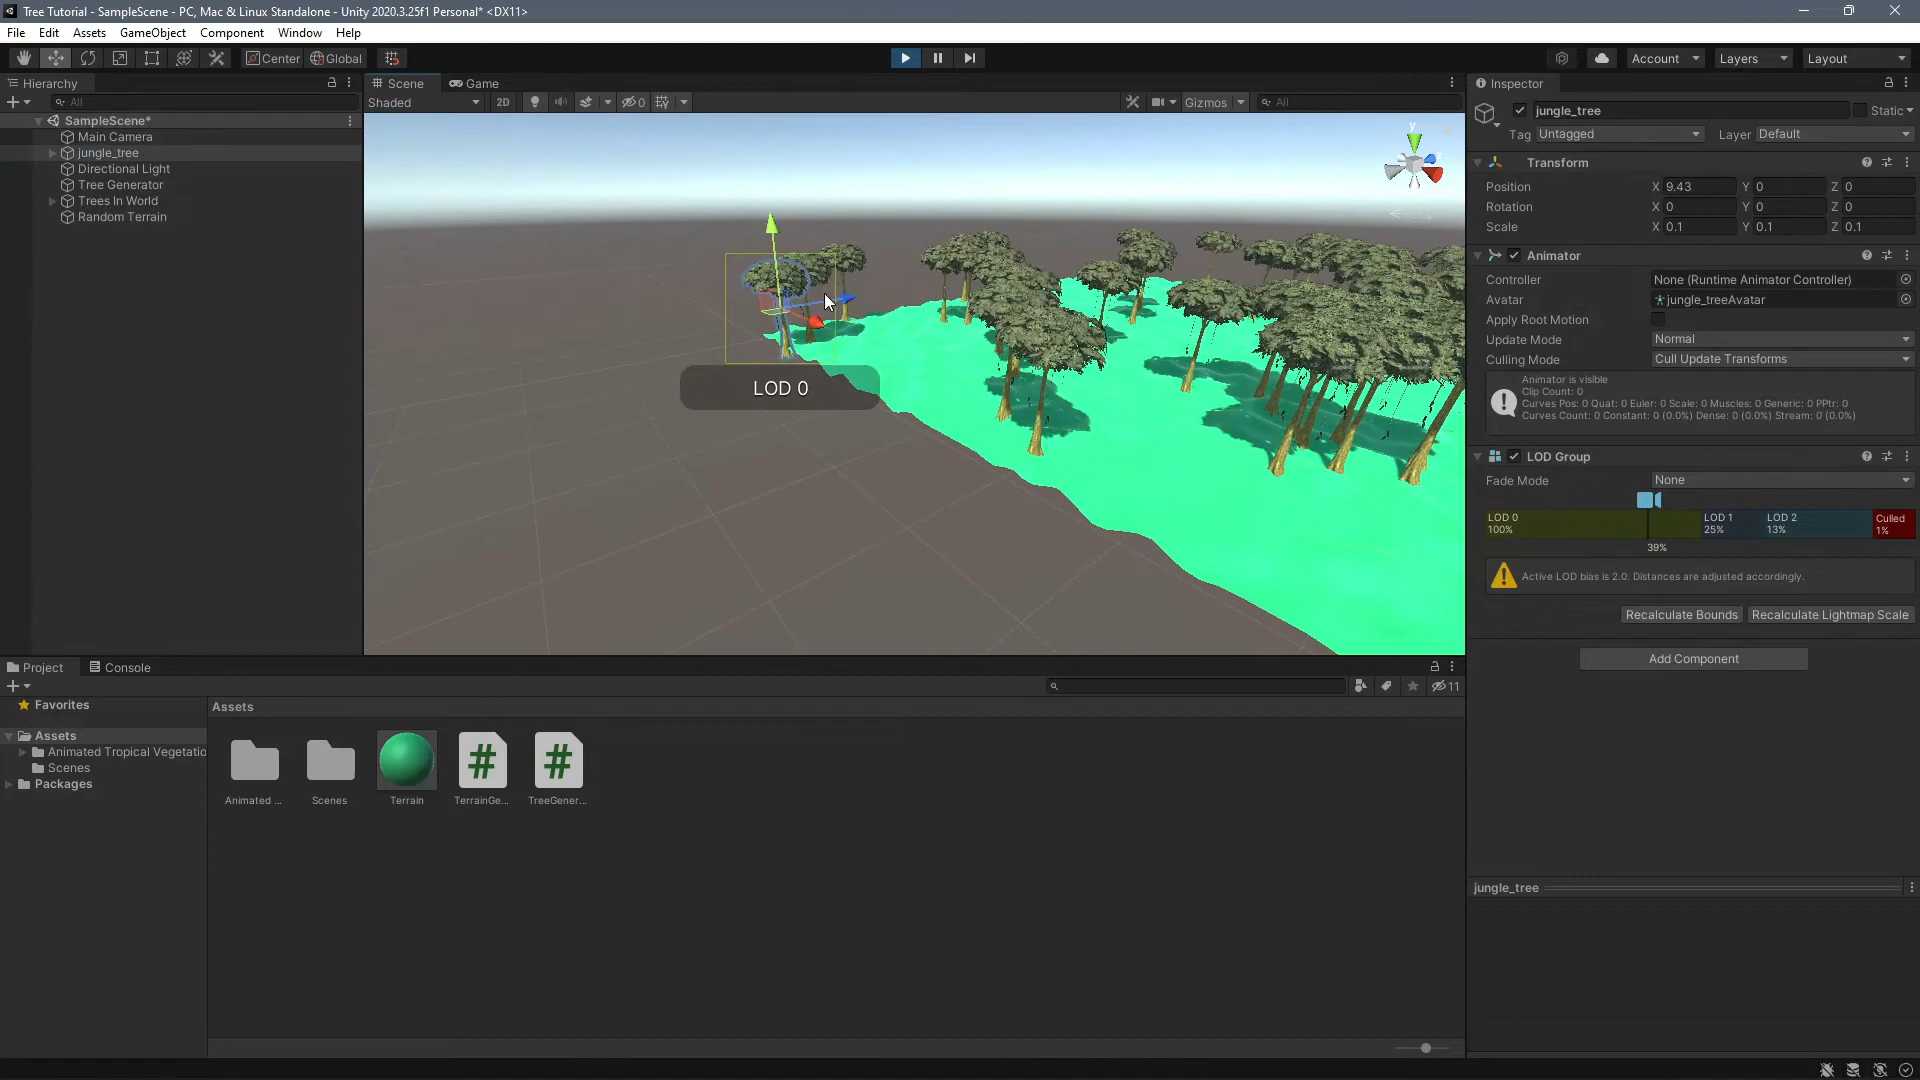 Tree Tutorial - SampleScene - PC, Mac & Linux Standalone - Unity 2020.3.25f1 Personal* <DX11>
File Edit Assets GameObject Component Window Help
Center Global Account Layers Layout
Hierarchy
All
SampleScene*
Main Camera
jungle_tree
Directional Light
Tree Generator
Trees In World
Random Terrain
Scene Game
Shaded 2D 0 Gizmos All
y
LOD 0
Inspector
jungle_tree Static
Tag Untagged Layer Default
Transform
Position X 9.43 Y 0 Z 0
Rotation X 0 Y 0 Z 0
Scale X 0.1 Y 0.1 Z 0.1
Animator
Controller None (Runtime Animator Controller)
Avatar jungle_treeAvatar
Apply Root Motion
Update Mode Normal
Culling Mode Cull Update Transforms
Animator is visible
Clip Count: 0
Curves Pos: 0 Quat: 0 Euler: 0 Scale: 0 Muscles: 0 Generic: 0 PPtr: 0
Curves Count: 0 Constant: 0 (0.0%) Dense: 0 (0.0%) Stream: 0 (0.0%)
LOD Group
Fade Mode None
LOD 0 LOD 1 LOD 2 Culled
100% 25% 13% 1%
39%
Active LOD bias is 2.0. Distances are adjusted accordingly.
Recalculate Bounds Recalculate Lightmap Scale
Add Component
jungle_tree
Project Console
11
Favorites
Assets
Animated Tropical Vegetatio
Scenes
Packages
Assets
Animated ... Scenes Terrain TerrainGe... TreeGener...